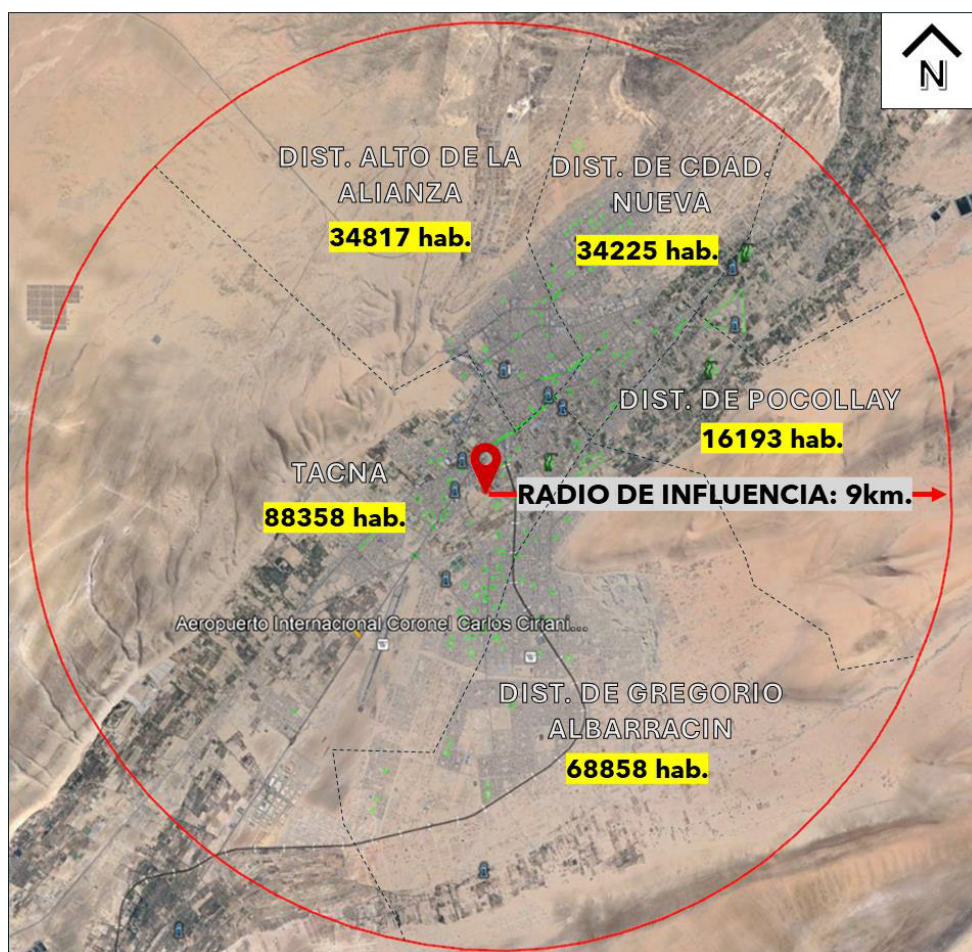 N
DIST. ALTO DE LA
ALIANZA
34817 hab.
DIST. DE CDAD.
NUEVA
34225 hab.
DIST. DE POCOLLAY
16193 hab.
TACNA
88358 hab.
RADIO DE INFLUENCIA: 9km.
Aeropuerto Internacional Coronel Carlos Ciriani...
DIST. DE GREGORIO
ALBARRACIN
68858 hab.